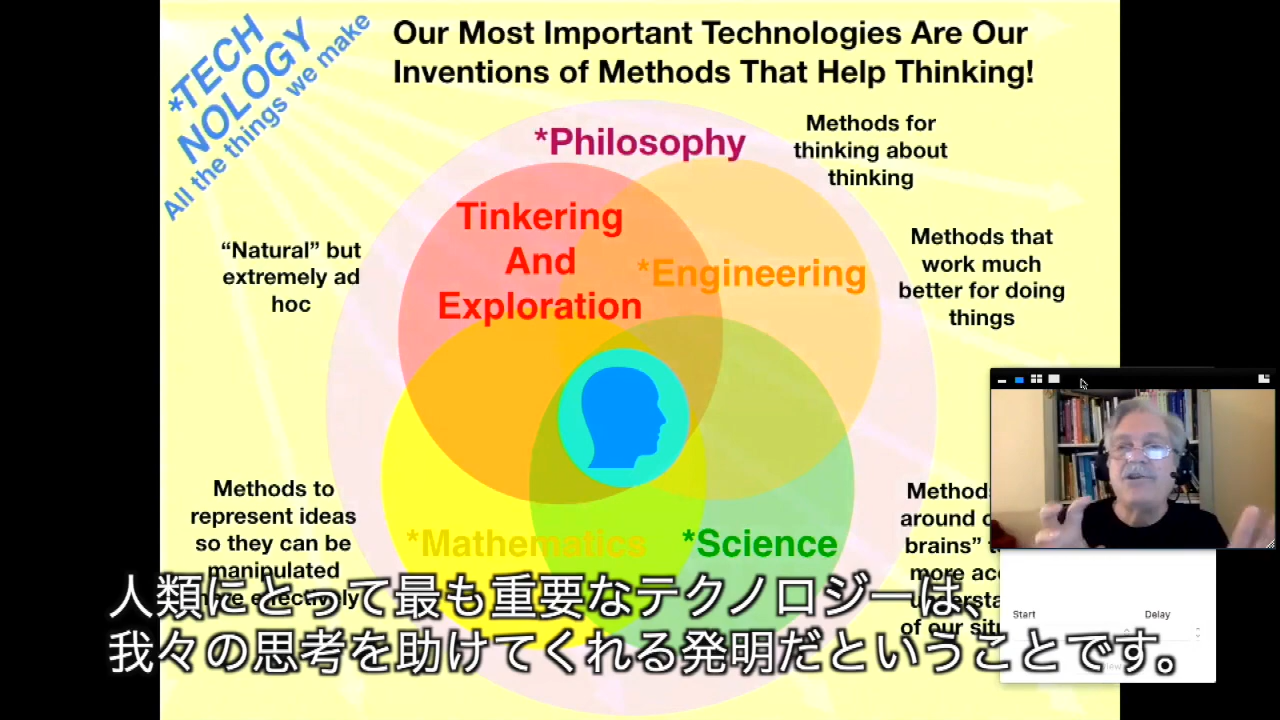 *TECH
NOLOGY
All the things we make
Our Most Important Technologies Are Our
Inventions of Methods That Help Thinking!
*Philosophy
Methods for
thinking about
thinking
Tinkering
And
Exploration
*Engineering
"Natural" but
extremely ad
hoc
Methods that
work much
better for doing
things
Methods to
represent ideas
so they can be
manipulated
effectively
*Mathematics
*Science
Methods
around
brains"
more
of our
Start
Delay
人類にとって最も重要なテクノロジーは、
我々の思考を助けてくれる発明だということです。